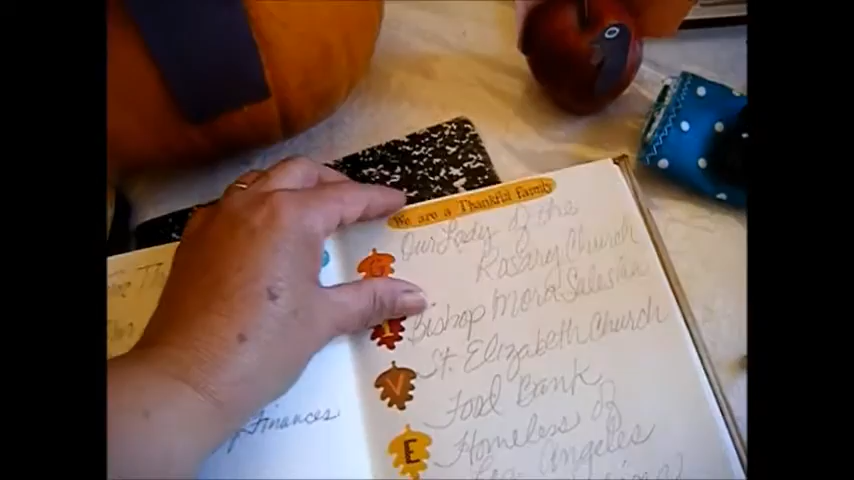 We are a Thankful family
Our Lady of the
Rosary Church
G
Bishop Mora Salesian
I
St. Elizabeth Church
V
Food Bank
E
Homeless of
Los Angeles
Finances